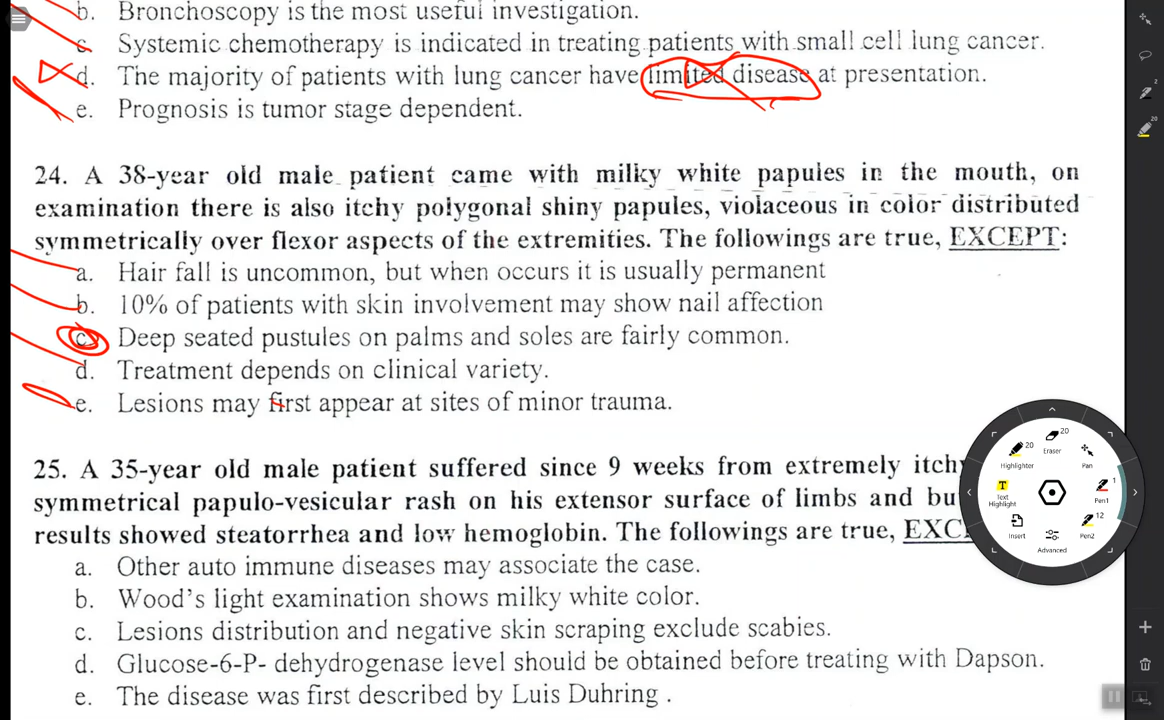 b. Bronchoscopy is the most useful investigation.
c. Systemic chemotherapy is indicated in treating patients with small cell lung cancer.
d. The majority of patients with lung cancer have limited disease at presentation.
e. Prognosis is tumor stage dependent.
24. A 38-year old male patient came with milky white papules in the mouth, on
examination there is also itchy polygonal shiny papules, violaceous in color distributed
symmetrically over flexor aspects of the extremities. The followings are true, EXCEPT:
a. Hair fall is uncommon, but when occurs it is usually permanent
b. 10% of patients with skin involvement may show nail affection
c. Deep seated pustules on palms and soles are fairly common.
d. Treatment depends on clinical variety.
e. Lesions may first appear at sites of minor trauma.
25. A 35-year old male patient suffered since 9 weeks from extremely itchy
symmetrical papulo-vesicular rash on his extensor surface of limbs and bu
results showed steatorrhea and low hemoglobin. The followings are true, EXC
a. Other auto immune diseases may associate the case.
b. Wood's light examination shows milky white color.
c. Lesions distribution and negative skin scraping exclude scabies.
d. Glucose-6-P- dehydrogenase level should be obtained before treating with Dapson.
e. The disease was first described by Luis Duhring .
20
Eraser
20
Highlighter
Pan
T
Text
Highlight
1
Pen1
Insert
12
Pen2
Advanced
2
20